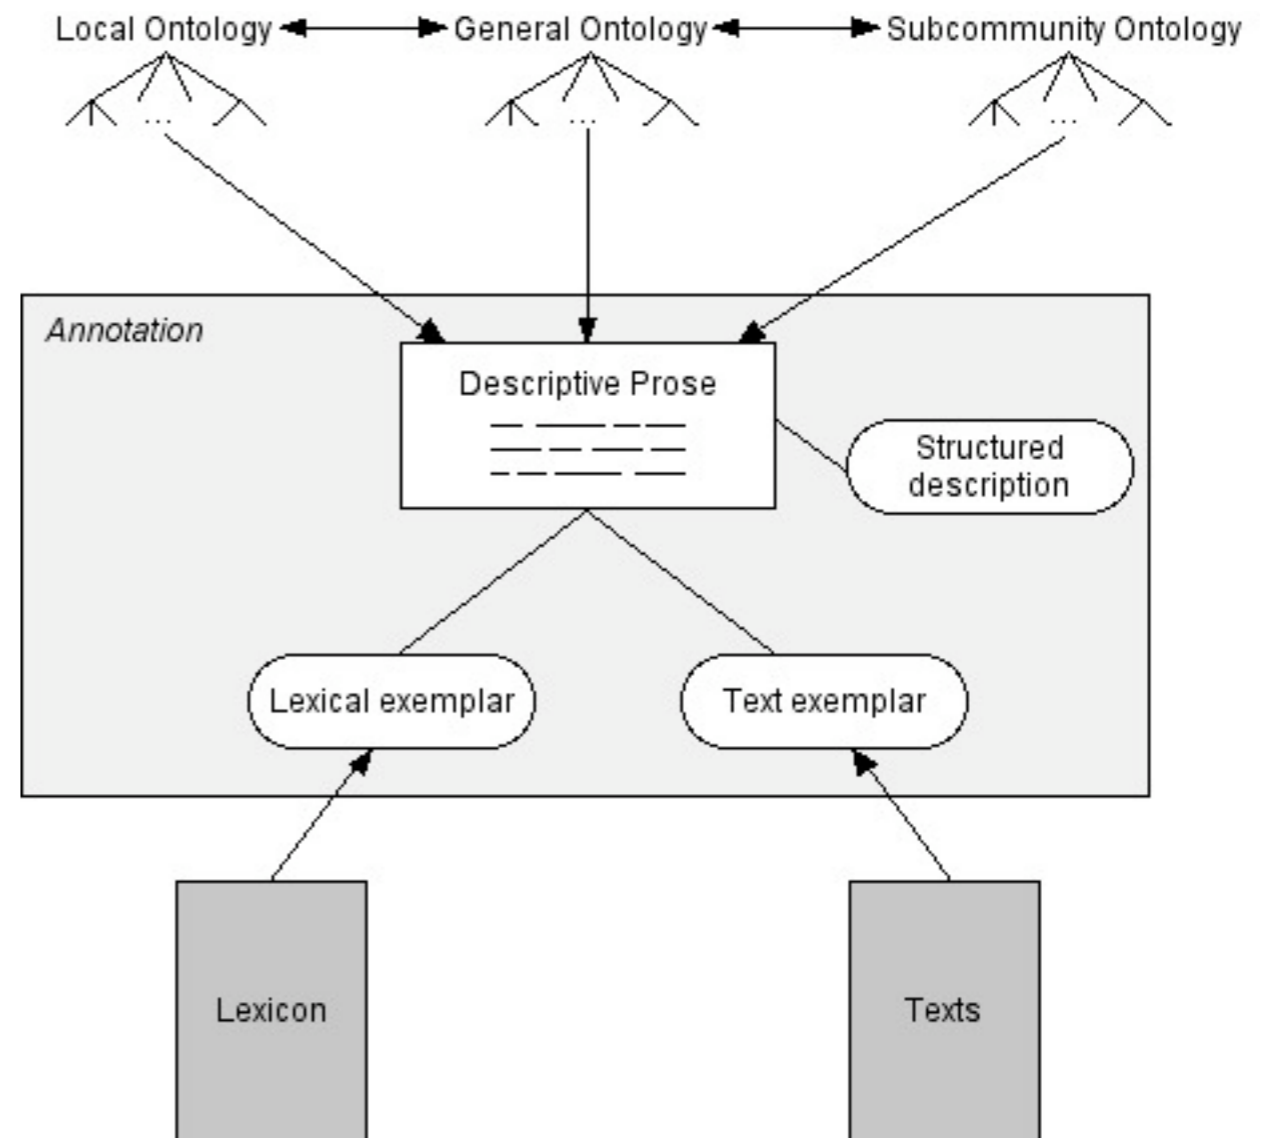 Local Ontology General Ontology Subcommunity Ontology
... ... ...
Annotation
Descriptive Prose
Structured
description
Lexical exemplar Text exemplar
Lexicon Texts